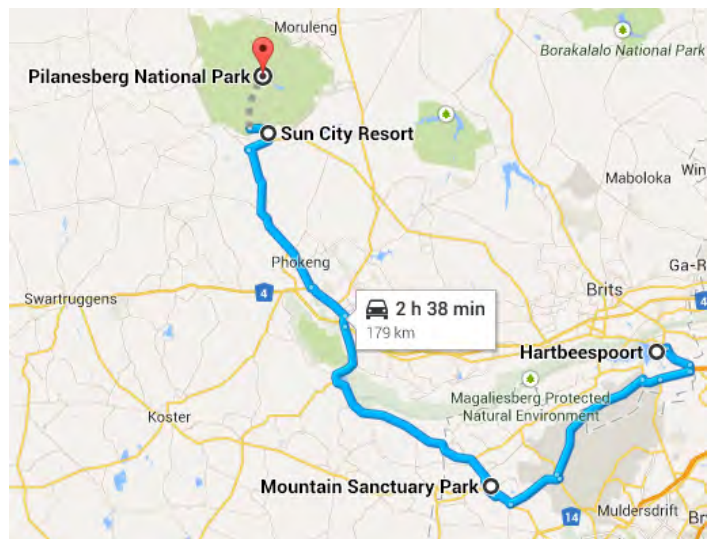 Moruleng
Borakalalo National Park
Pilanesberg National Park
Sun City Resort
Maboloka
Win
Phokeng
Ga-R
4
4
Swartruggens
2 h 38 min
179 km
Brits
Hartbeespoort
Magaliesberg Protected
Natural Environment
Koster
Mountain Sanctuary Park
14
Muldersdrift
Br